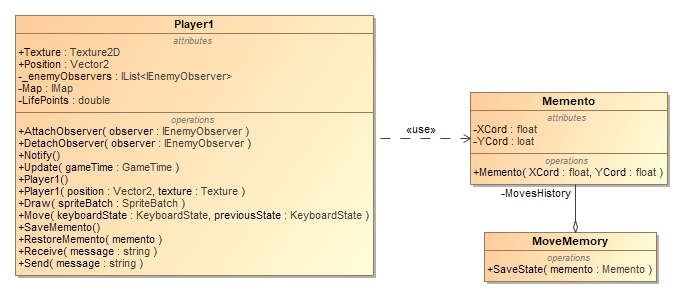 Player1
attributes
+Texture : Texture2D
+Position : Vector2
-_enemyObservers : IList<IEnemyObserver>
-Map : IMap
-LifePoints : double
operations
+AttachObserver( observer : IEnemyObserver )
+DetachObserver( observer : IEnemyObserver )
+Notify()
+Update( gameTime : GameTime )
+Player1()
+Player1( position : Vector2, texture : Texture )
+Draw( spriteBatch : SpriteBatch )
+Move( keyboardState : KeyboardState, previousState : KeyboardState )
+SaveMemento()
+RestoreMemento( memento )
+Receive( message : string )
+Send( message : string )
«use»
Memento
attributes
-XCord : float
-YCord : loat
operations
+Memento( XCord : float, YCord : float )
-MovesHistory
MoveMemory
operations
+SaveState( memento : Memento )